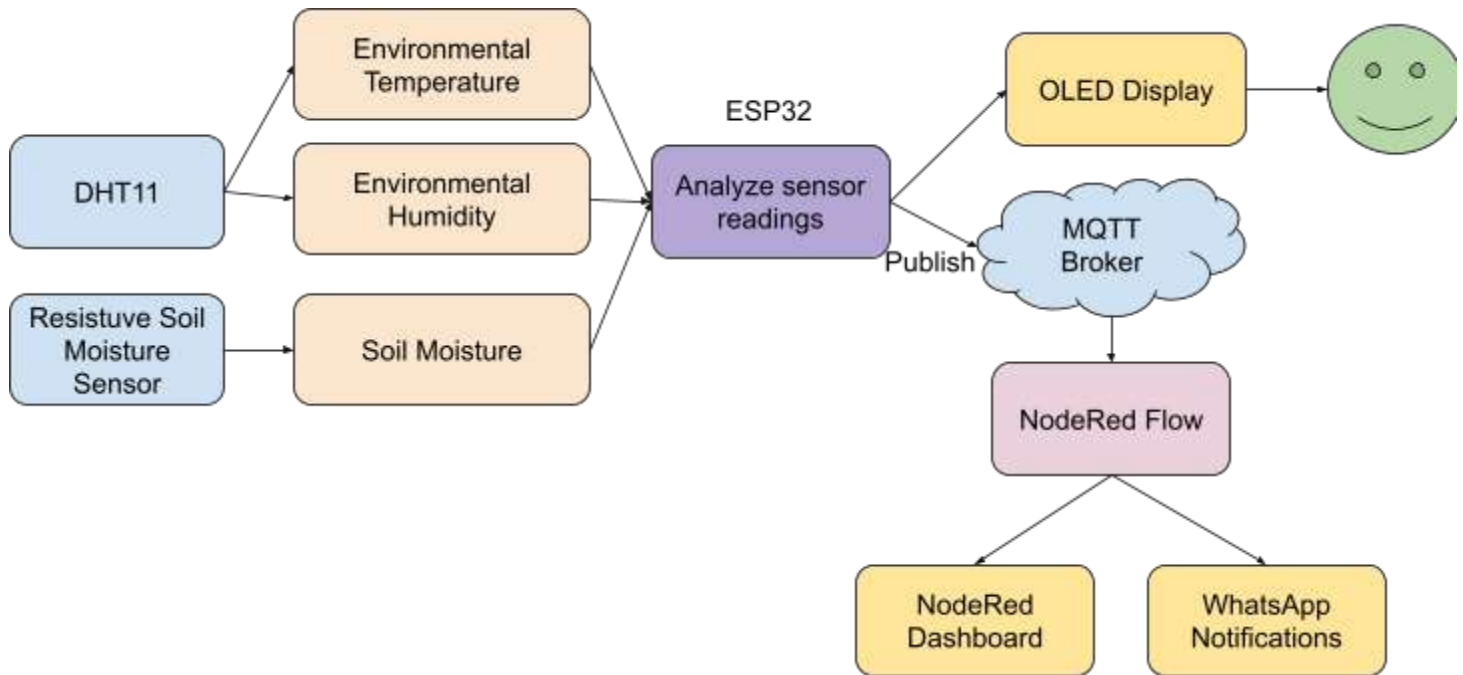 Environmental
Temperature
OLED Display
ESP32
DHT11
Environmental
Humidity
Analyze sensor
readings
MQTT
Broker
Publish
Resistuve Soil
Moisture
Sensor
Soil Moisture
NodeRed Flow
NodeRed
Dashboard
WhatsApp
Notifications